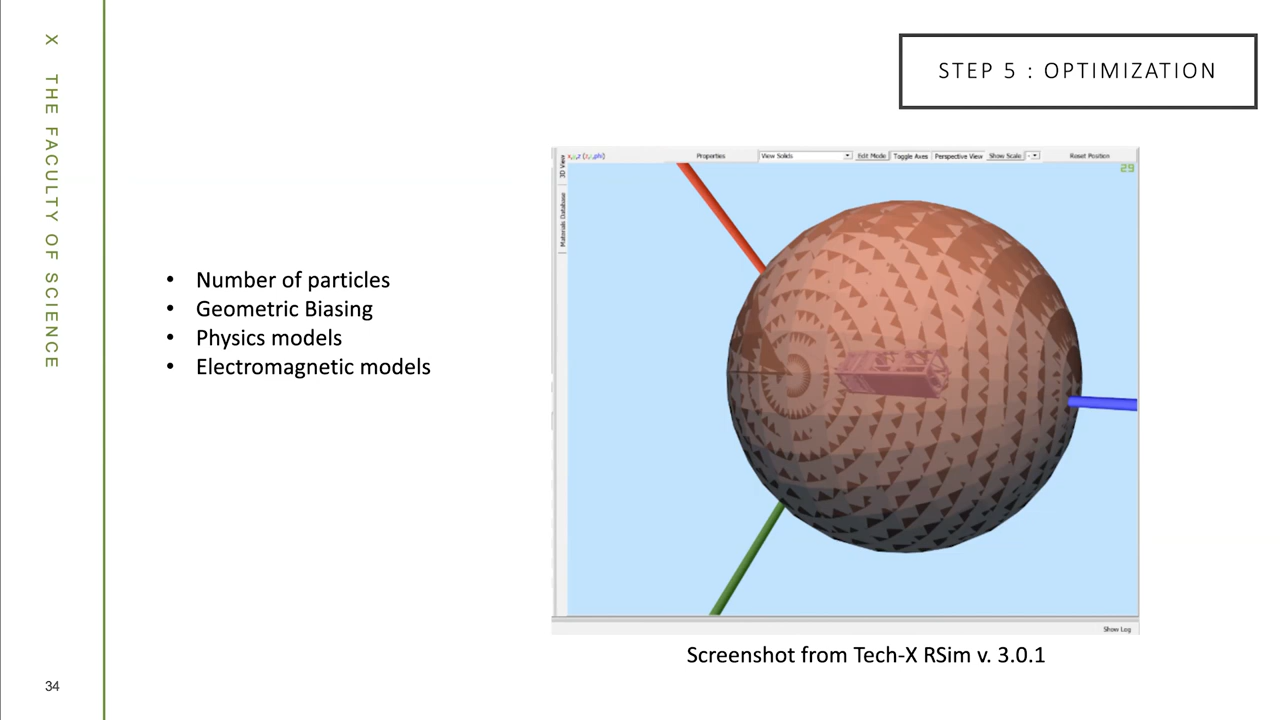 X THE FACULTY OF SCIENCE
STEP 5 : OPTIMIZATION
• Number of particles
• Geometric Biasing
• Physics models
• Electromagnetic models
x,y,z (r,y,phi)
Properties
View Solids
Edit Mode
Toggle Axes
Perspective View
Show Scale
Reset Position
3D View
Materials Database
29
Show Log
Screenshot from Tech-X RSim v. 3.0.1
34